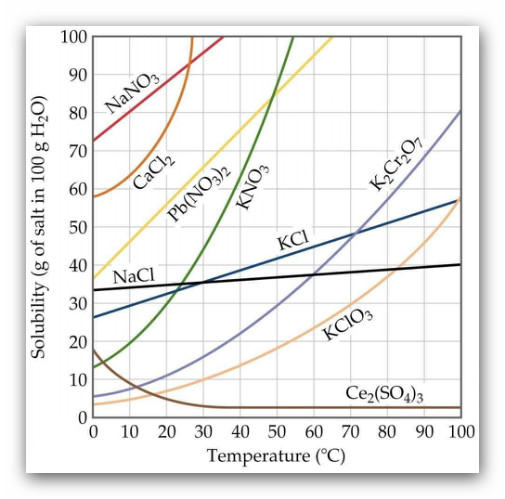 Solubility (g of salt in 100 g H₂O)
100
90
80
70
60
50
40
30
20
10
0
NaNO₃
CaCl₂
Pb(NO₃)₂
KNO₃
K₂Cr₂O₇
KCl
NaCl
KClO₃
Ce₂(SO₄)₃
0 10 20 30 40 50 60 70 80 90 100
Temperature (°C)